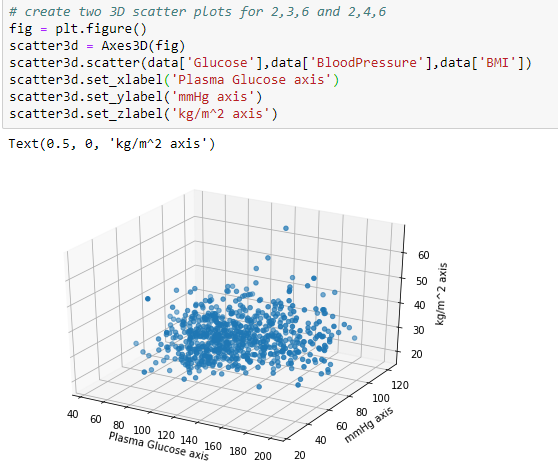 # create two 3D scatter plots for 2,3,6 and 2,4,6
fig = plt.figure()
scatter3d = Axes3D(fig)
scatter3d.scatter(data['Glucose'],data['BloodPressure'],data['BMI'])
scatter3d.set_xlabel('Plasma Glucose axis')
scatter3d.set_ylabel('mmHg axis')
scatter3d.set_zlabel('kg/m^2 axis')
Text(0.5, 0, 'kg/m^2 axis')
60
50
40
30
20
kg/m^2 axis
40 60 80 100 120 140 160 180 200
Plasma Glucose axis
20 40 60 80 100 120
mmHg axis